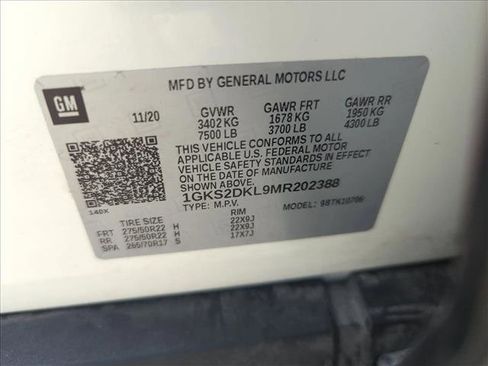 MFD BY GENERAL MOTORS LLC
GM
11/20 GVWR GAWR FRT GAWR RR
3402 KG 1678 KG 1950 KG
7500 LB 3700 LB 4300 LB
THIS VEHICLE CONFORMS TO ALL
APPLICABLE U.S. FEDERAL MOTOR
VEHICLE SAFETY STANDARDS IN EFFECT
ON THE DATE OF MANUFACTURE SHOWN ABOVE.
1GKS2DKL9MR202388
TYPE: M.P.V. MODEL:
140X
TIRE SIZE RIM
FRT 275/50R22 H 22X9J
RR 275/50R22 H 22X9J
SPA 265/70R17 S 17X7J